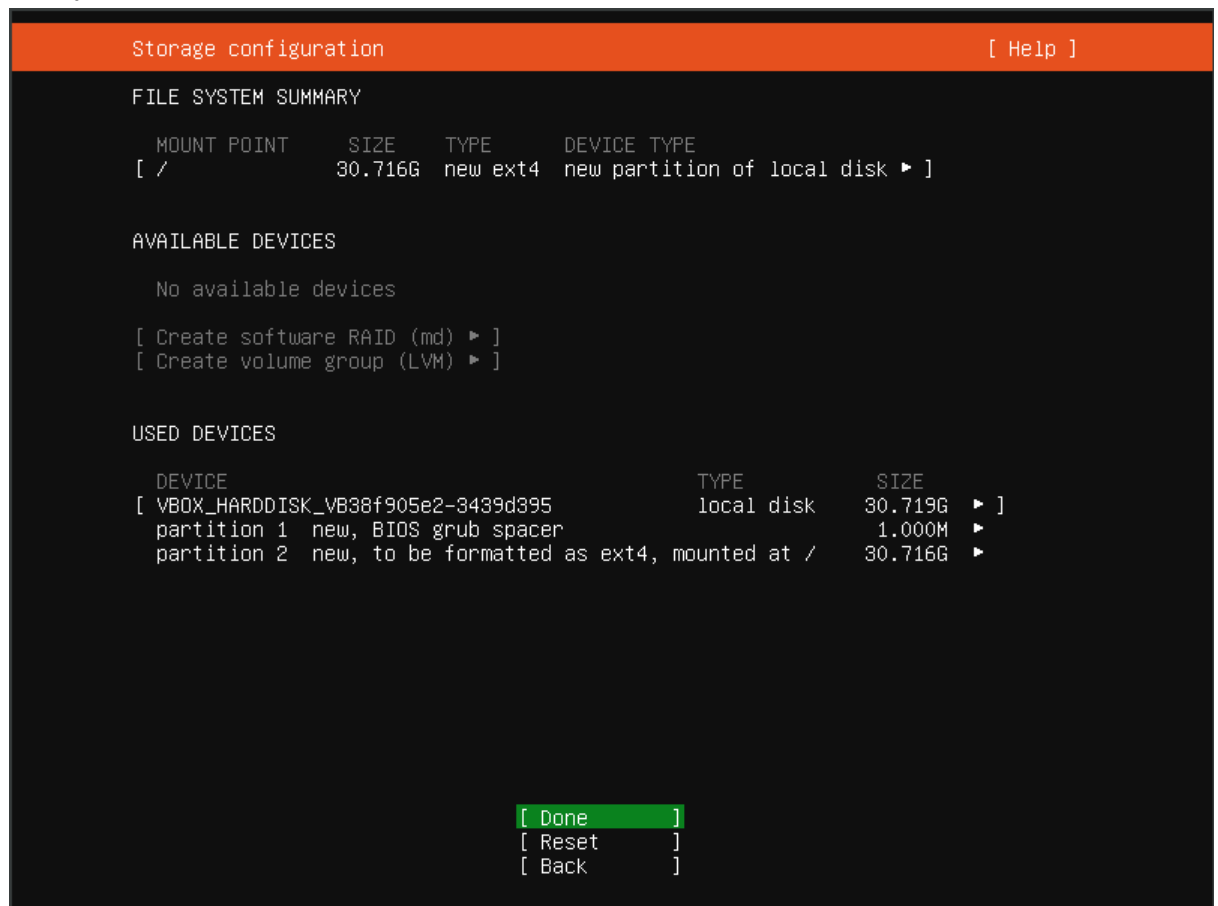 Storage configuration [ Help ]
FILE SYSTEM SUMMARY
MOUNT POINT SIZE TYPE DEVICE TYPE
[ / 30.716G new ext4 new partition of local disk ▸ ]
AVAILABLE DEVICES
No available devices
[ Create software RAID (md) ▸ ]
[ Create volume group (LVM) ▸ ]
USED DEVICES
DEVICE TYPE SIZE
[ VBOX_HARDDISK_VB38f905e2-3439d395 local disk 30.719G ▸ ]
partition 1 new, BIOS grub spacer 1.000M ▸
partition 2 new, to be formatted as ext4, mounted at / 30.716G ▸
[ Done ]
[ Reset ]
[ Back ]